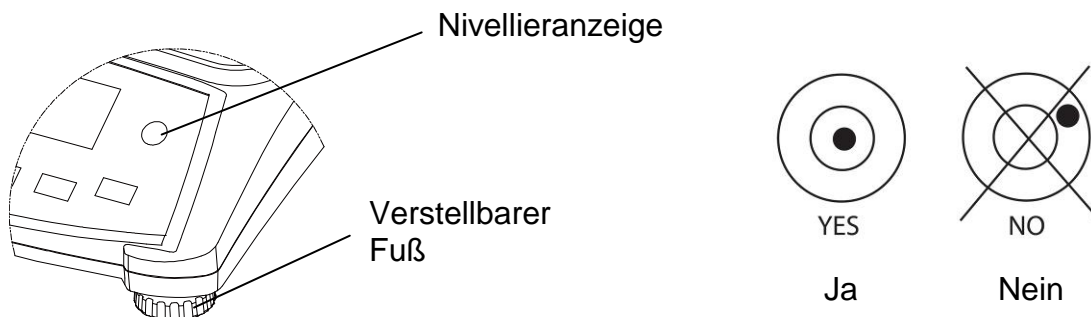 Nivellieranzeige
Verstellbarer
Fuß
YES
NO
Ja
Nein